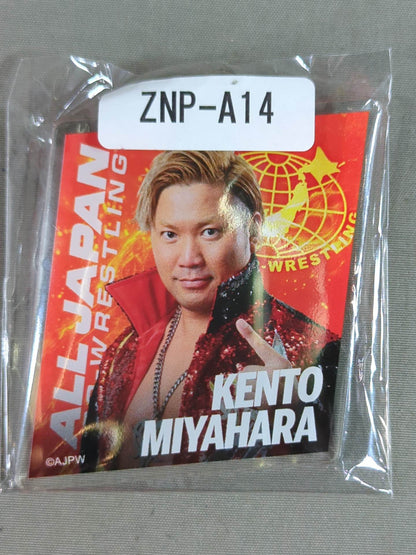 ZNP-A14
ALL JAPAN
WRESTLING
WRESTLING
KENTO
MIYAHARA
©AJPW